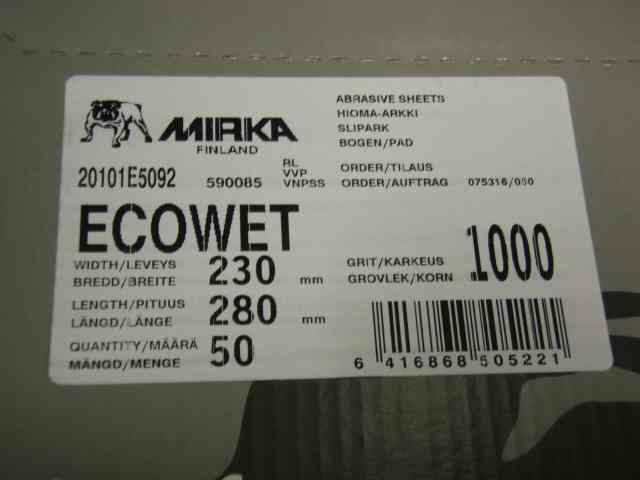 MIRKA
FINLAND
ABRASIVE SHEETS
HIOMA-ARKKI
SLIPARK
BOGEN/PAD
20101E5092 590085
RL
VVP
VNPSS
ORDER/TILAUS
ORDER/AUFTRAG 075316/050
ECOWET
WIDTH/LEVEYS
BREDD/BREITE 230 mm
GRIT/KARKEUS
GROVLEK/KORN 1000
LENGTH/PITUUS
LÄNGD/LÄNGE 280 mm
QUANTITY/MÄÄRÄ
MÄNGD/MENGE 50
6 416868 505221